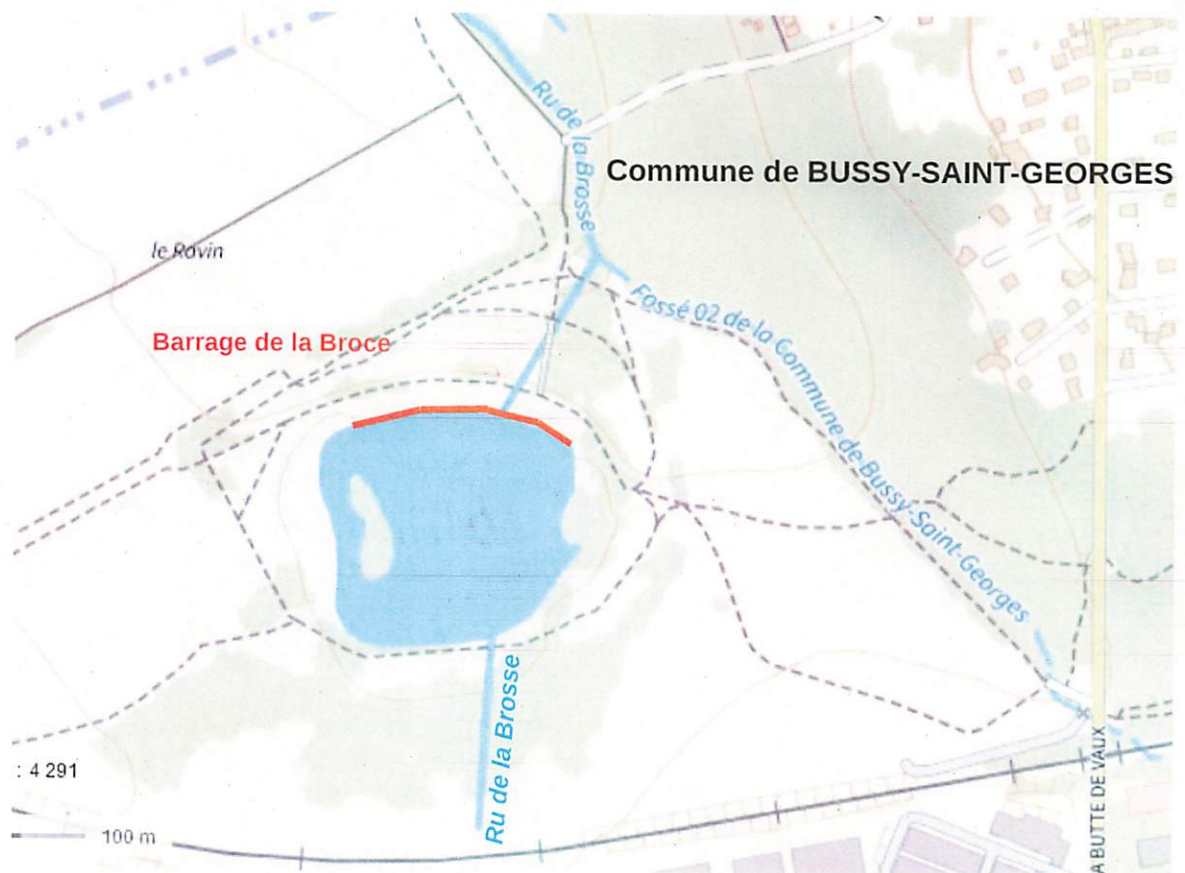 Ru de la Brosse
Commune de BUSSY-SAINT-GEORGES
le Ravin
Fossé 02 de la Commune de Bussy-Saint-Georges
Barrage de la Broce
Ru de la Brosse
: 4 291
100 m
A BUTTE DE VAUX